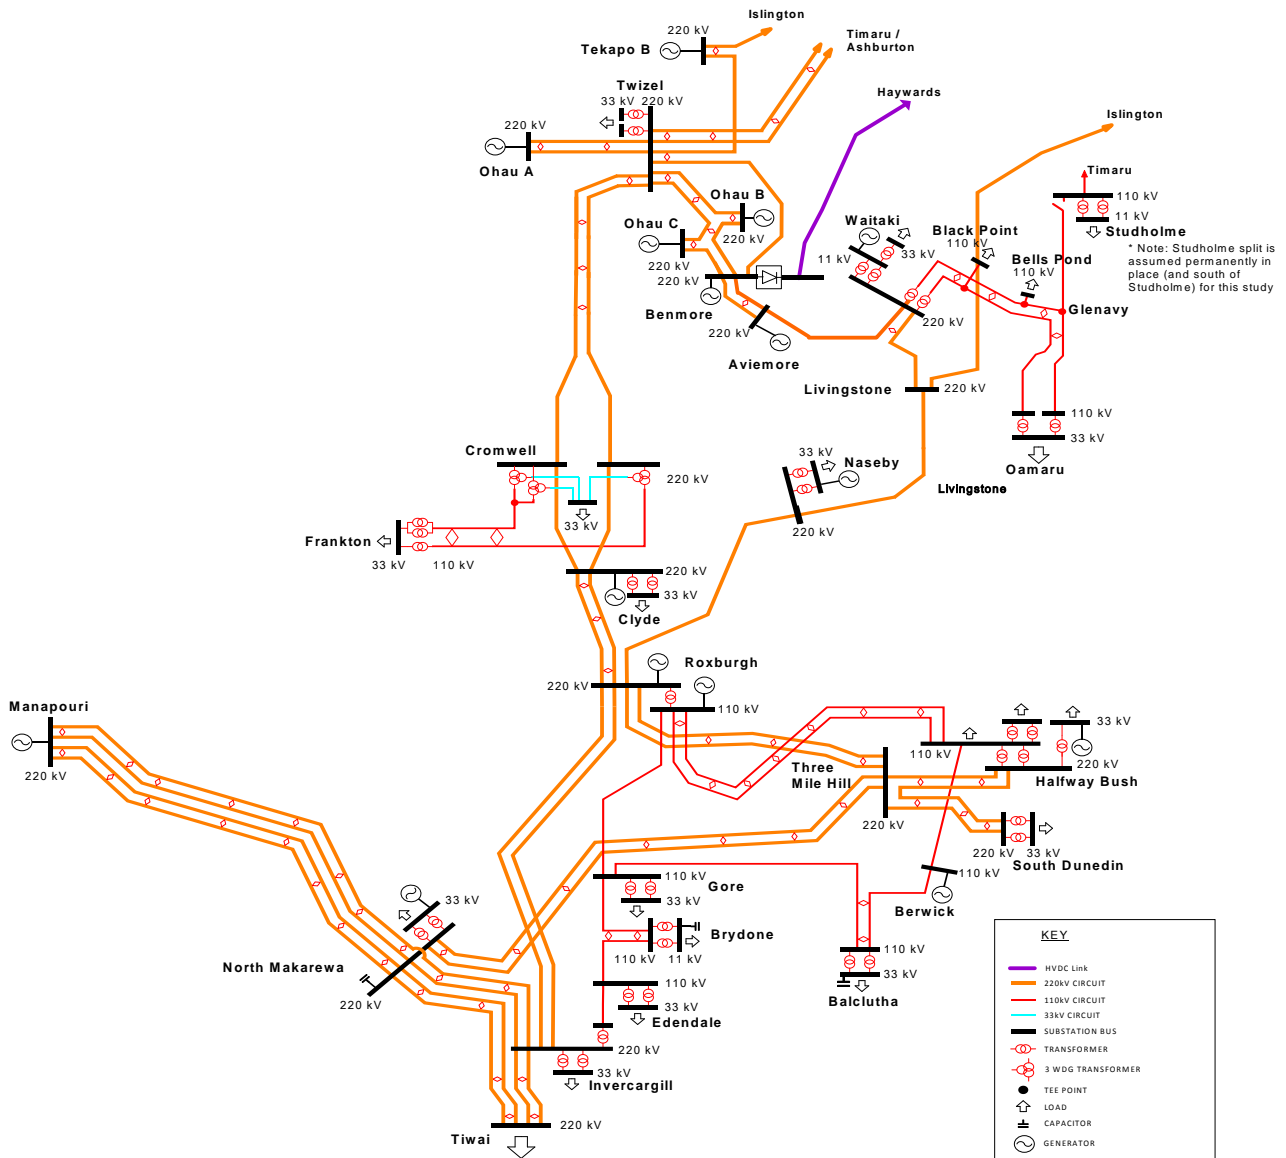 Islington
220 kV
Tekapo B
Timaru /
Ashburton
Twizel
33 kV 220 kV
Haywards
Islington
220 kV
Ohau A
Timaru
110 kV
11 kV
Studholme
* Note: Studholme split is
assumed permanently in
place (and south of
Studholme) for this study
Ohau B
220 kV
Ohau C
220 kV
Waitaki
11 kV
33 kV
Black Point
110 kV
Bells Pond
110 kV
Glenavy
220 kV
Benmore
220 kV
Aviemore
220 kV
Livingstone
220 kV
110 kV
33 kV
Oamaru
Cromwell
220 kV
33 kV
33 kV
Naseby
220 kV
Livingstone
Frankton
33 kV
110 kV
220 kV
33 kV
Clyde
Roxburgh
220 kV
110 kV
Manapouri
220 kV
110 kV
33 kV
220 kV
Halfway Bush
Three
Mile Hill
220 kV
220 kV
33 kV
South Dunedin
110 kV
Berwick
110 kV
Gore
33 kV
Brydone
110 kV
11 kV
33 kV
North Makarewa
220 kV
110 kV
33 kV
Balclutha
110 kV
33 kV
Edendale
220 kV
33 kV
Invercargill
220 kV
Tiwai
KEY
HVDC Link
220kV CIRCUIT
110kV CIRCUIT
33kV CIRCUIT
SUBSTATION BUS
TRANSFORMER
3 WDG TRANSFORMER
TEE POINT
LOAD
CAPACITOR
GENERATOR